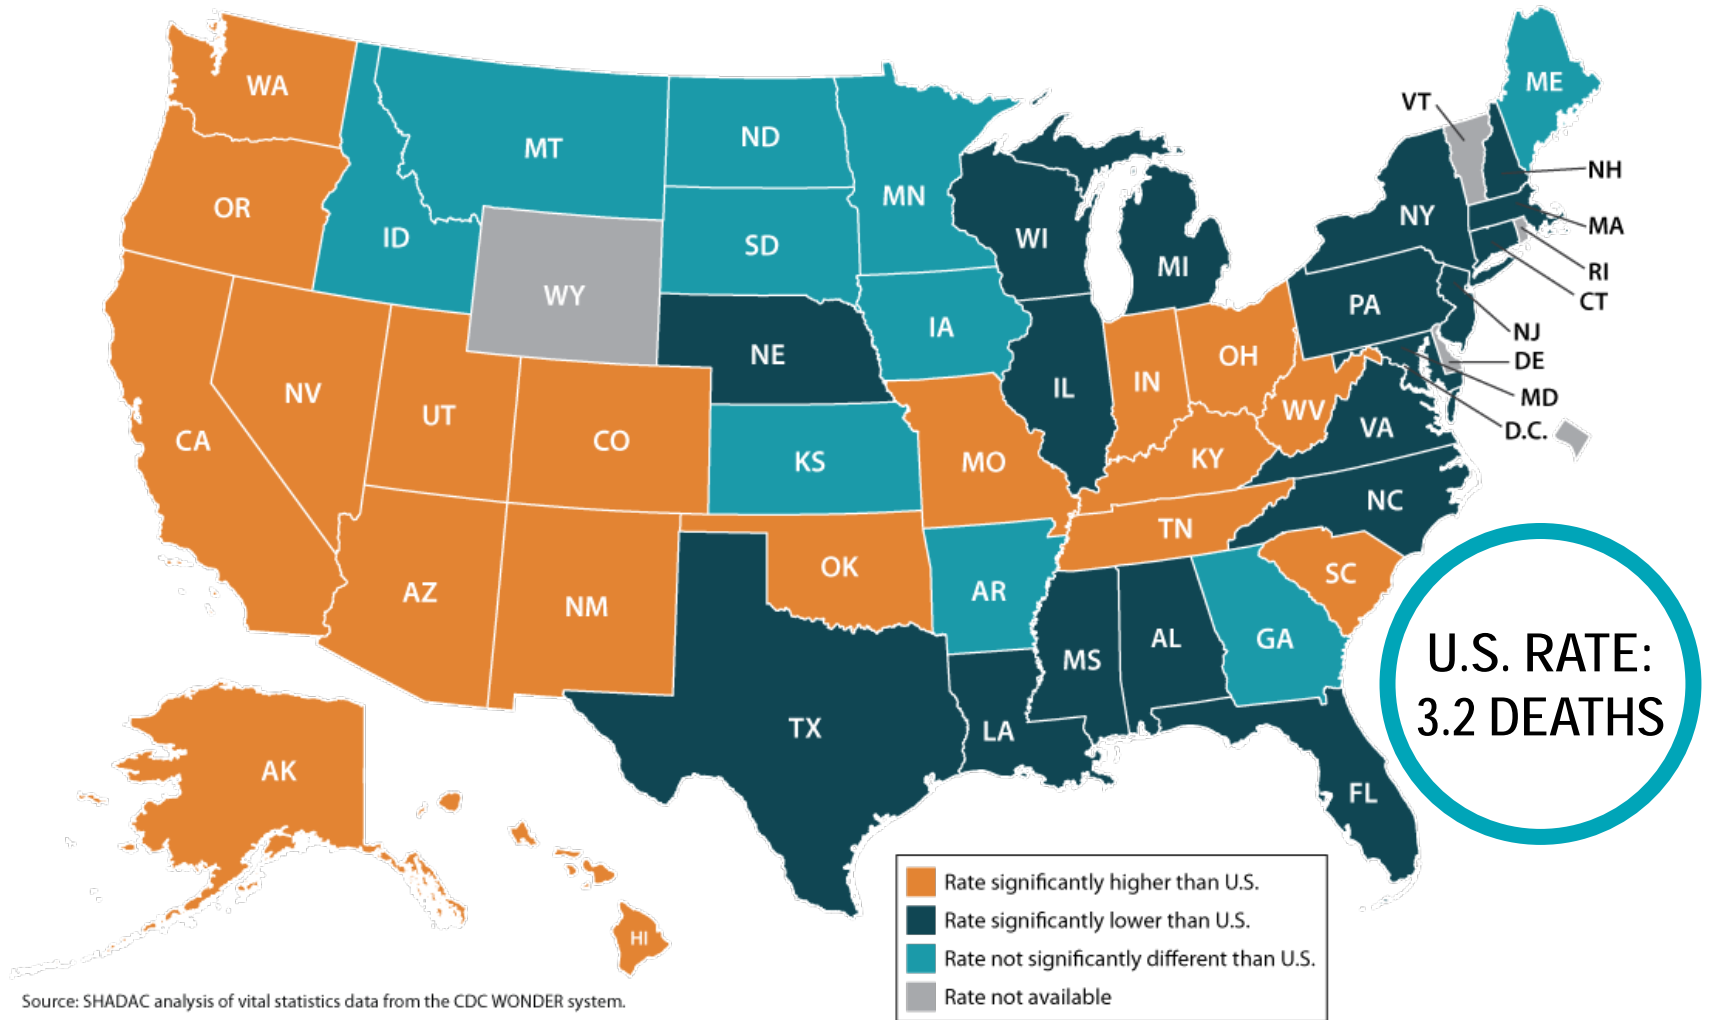 WA
MT
ND
MN
ME
VT
NH
OR
ID
SD
WI
MI
NY
MA
RI
CT
WY
IA
NE
PA
NJ
DE
MD
D.C.
NV
UT
CO
CA
KS
MO
IL
IN
OH
WV
VA
KY
NC
TN
AZ
NM
OK
AR
SC
MS
AL
GA
TX
LA
FL
AK
HI
U.S. RATE:
3.2 DEATHS
Rate significantly higher than U.S.
Rate significantly lower than U.S.
Rate not significantly different than U.S.
Rate not available
Source: SHADAC analysis of vital statistics data from the CDC WONDER system.